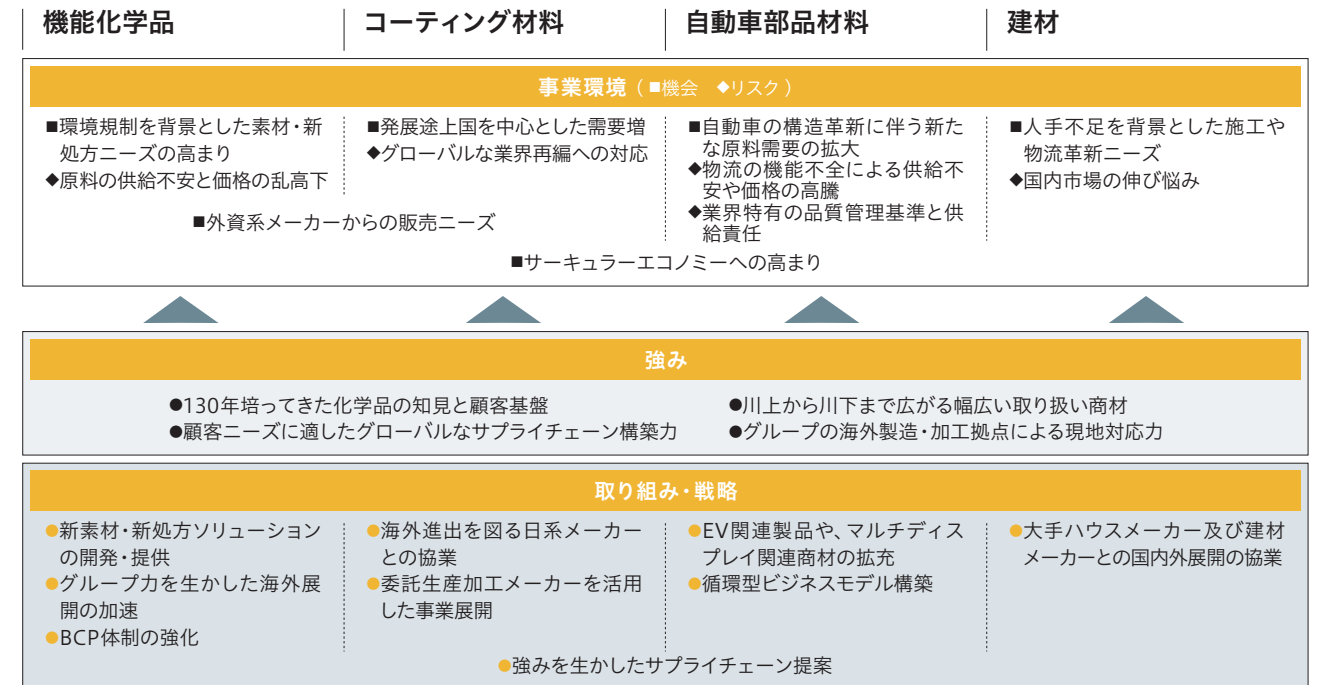 機能化学品
コーティング材料
自動車部品材料
建材
事業環境（■機会　◆リスク）
■環境規制を背景とした素材・新
処方ニーズの高まり
◆原料の供給不安と価格の乱高下
■発展途上国を中心とした需要増
◆グローバルな業界再編への対応
■外資系メーカーからの販売ニーズ
■自動車の構造革新に伴う新た
な原料需要の拡大
◆物流の機能不全による供給不
安や価格の高騰
◆業界特有の品質管理基準と供
給責任
■人手不足を背景とした施工や
物流革新ニーズ
◆国内市場の伸び悩み
■サーキュラーエコノミーへの高まり
強み
●130年培ってきた化学品の知見と顧客基盤
●顧客ニーズに適したグローバルなサプライチェーン構築力
●川上から川下まで広がる幅広い取り扱い商材
●グループの海外製造・加工拠点による現地対応力
取り組み・戦略
●新素材・新処方ソリューション
の開発・提供
●グループ力を生かした海外展
開の加速
●BCP体制の強化
●海外進出を図る日系メーカー
との協業
●委託生産加工メーカーを活用
した事業展開
●EV関連製品や、マルチディス
プレイ関連商材の拡充
●循環型ビジネスモデル構築
●大手ハウスメーカー及び建材
メーカーとの国内外展開の協業
●強みを生かしたサプライチェーン提案